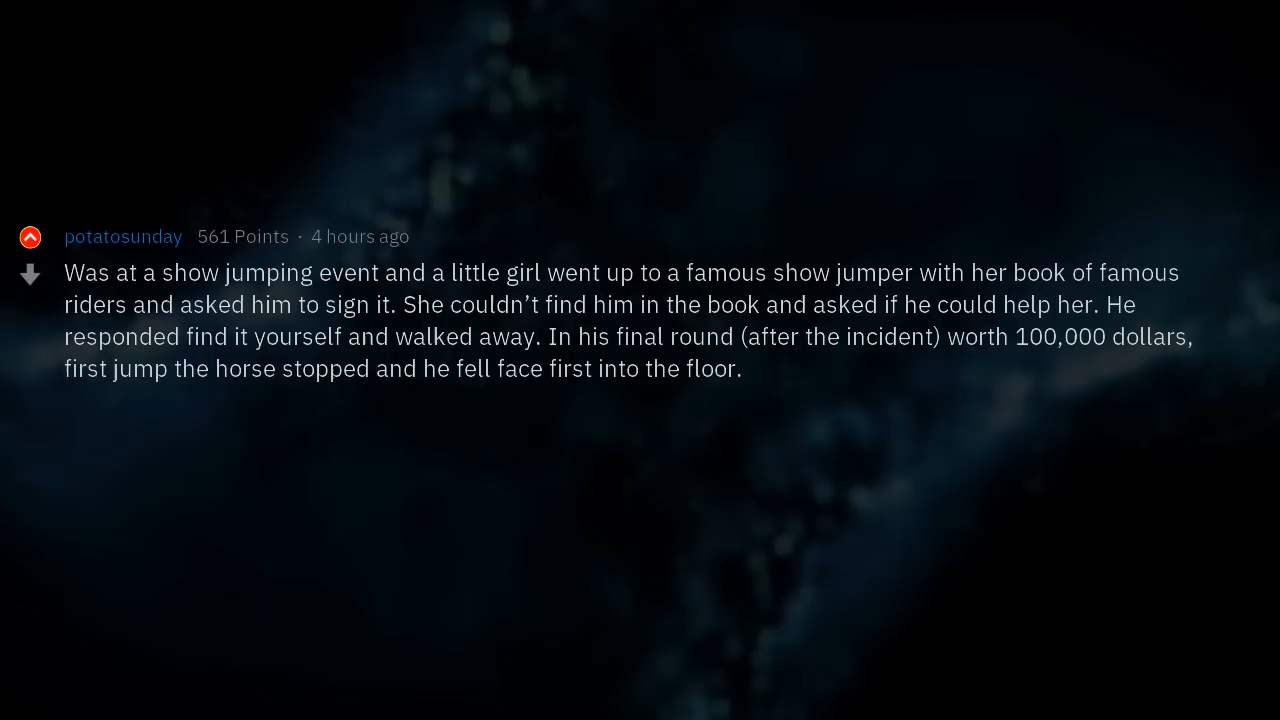 potatosunday 561 Points · 4 hours ago
Was at a show jumping event and a little girl went up to a famous show jumper with her book of famous
riders and asked him to sign it. She couldn’t find him in the book and asked if he could help her. He
responded find it yourself and walked away. In his final round (after the incident) worth 100,000 dollars,
first jump the horse stopped and he fell face first into the floor.